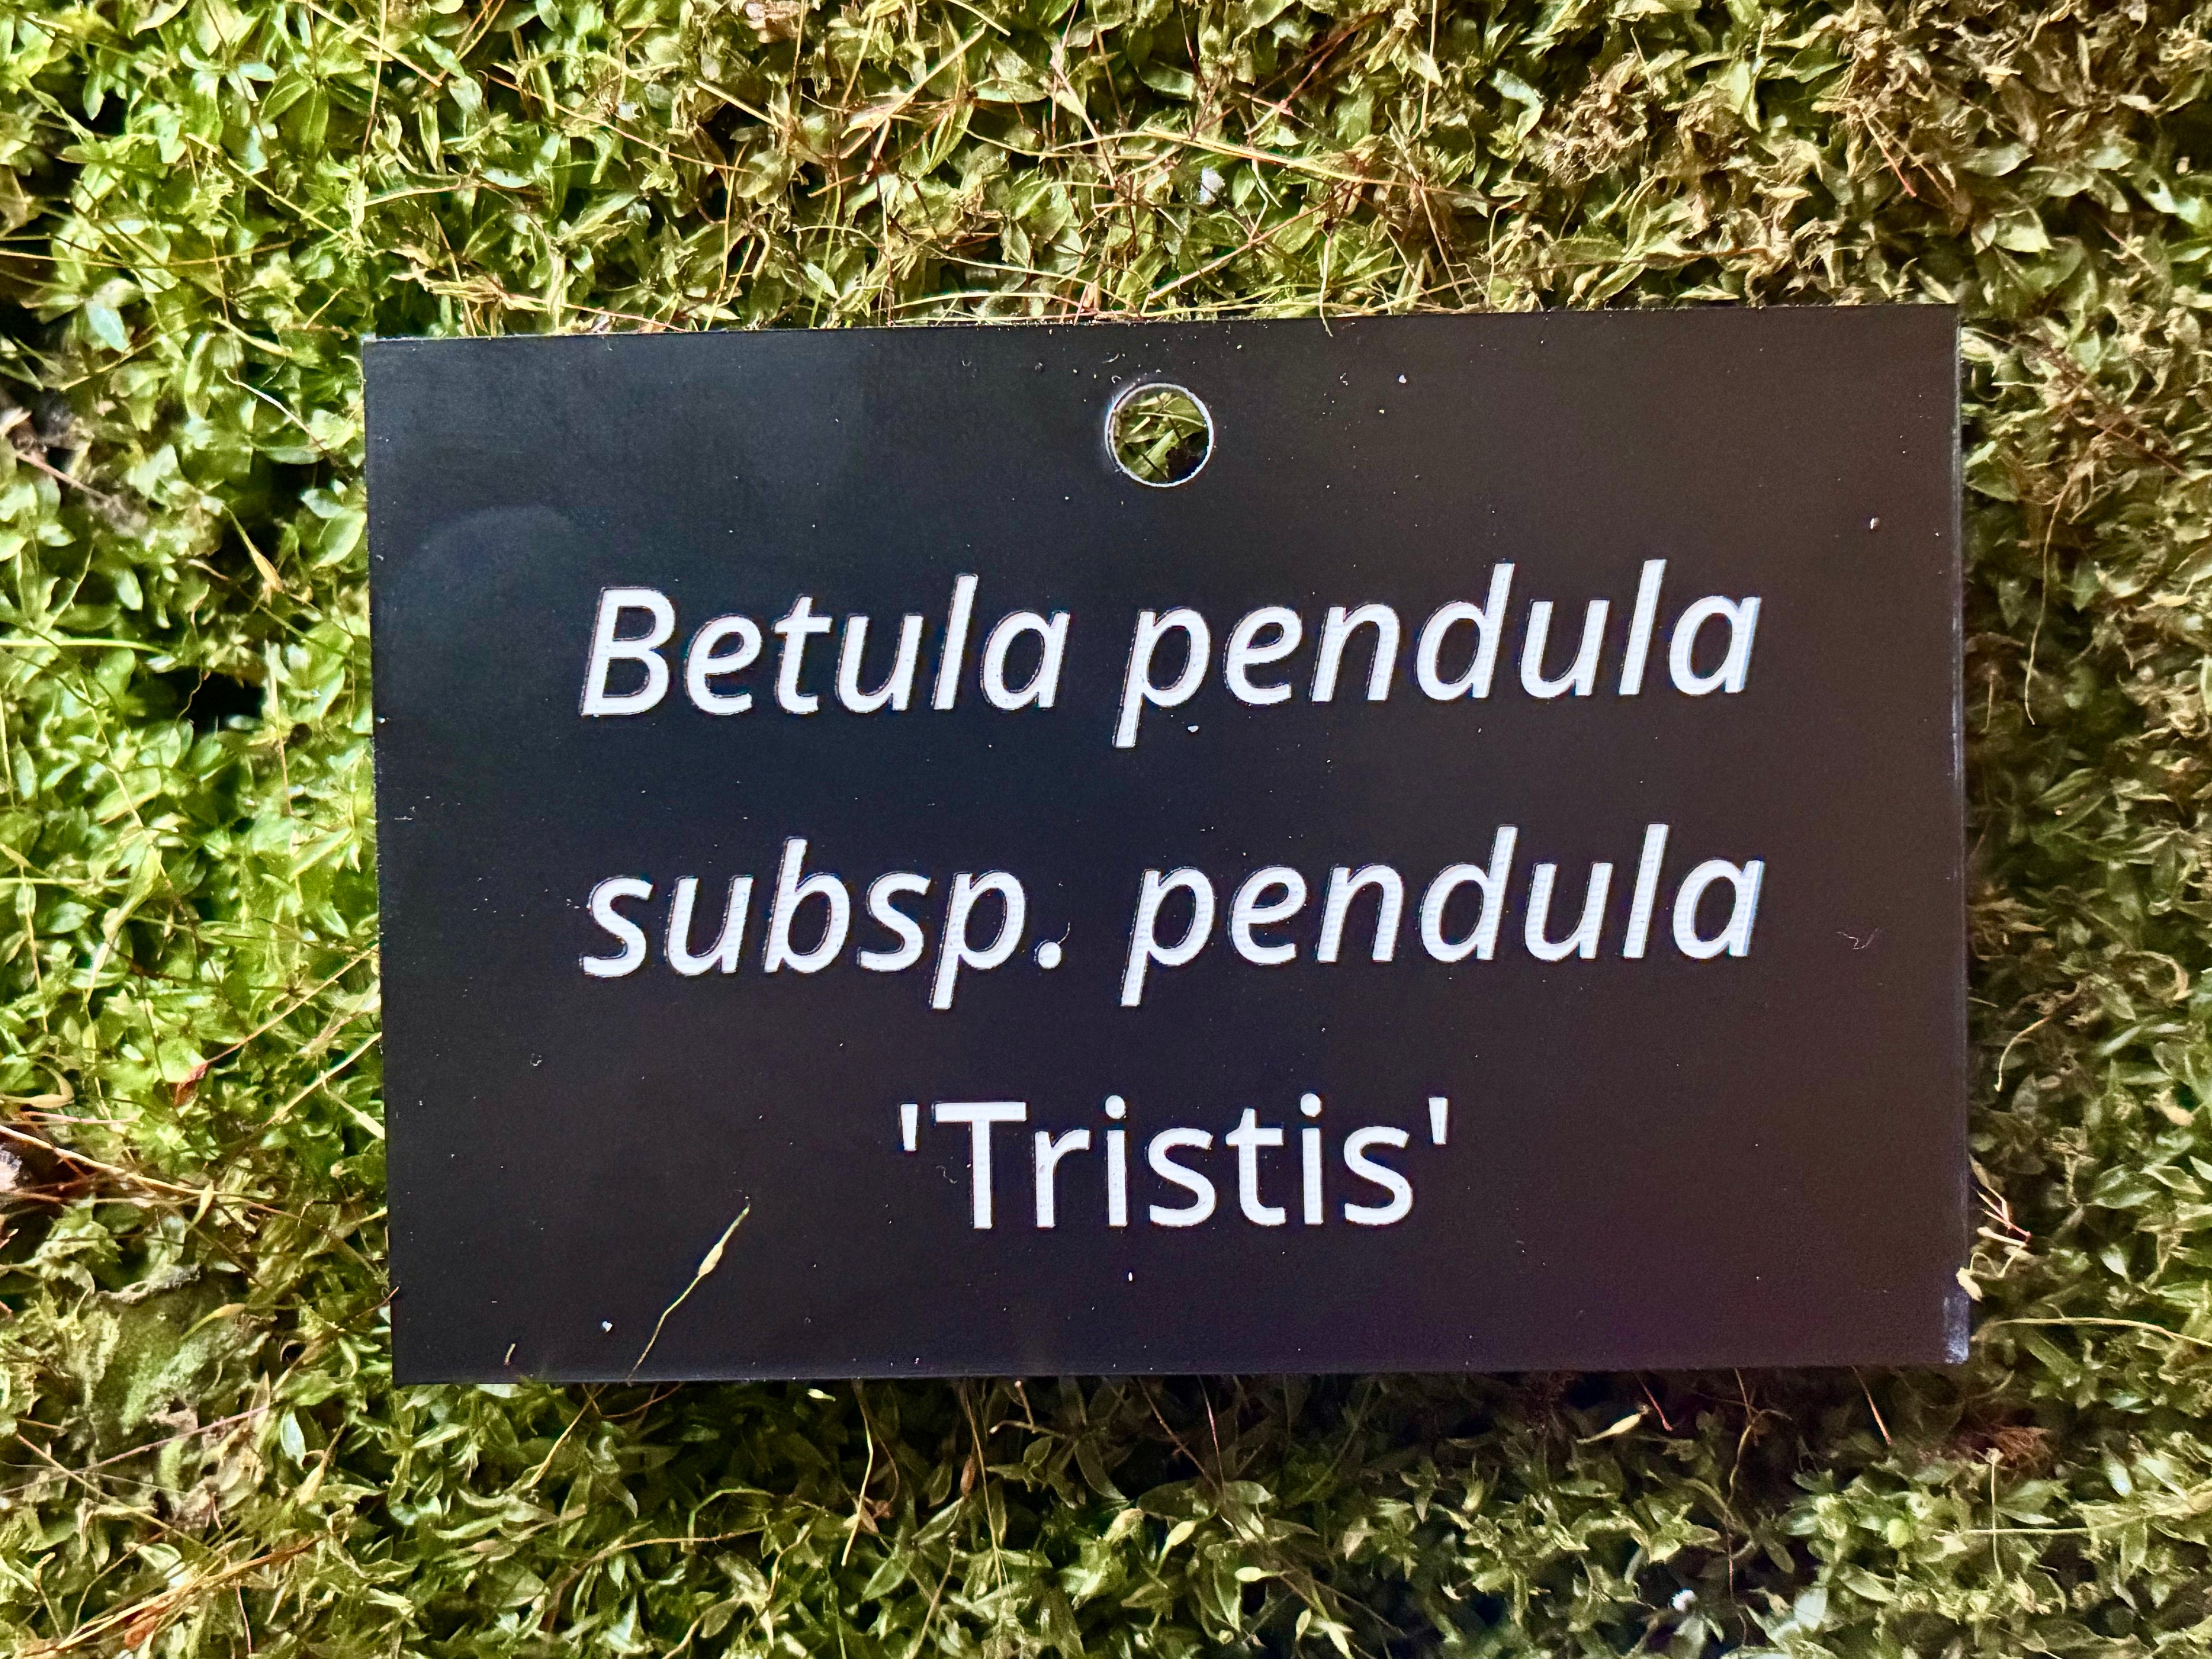 Betula pendula
subsp. pendula
'Tristis'